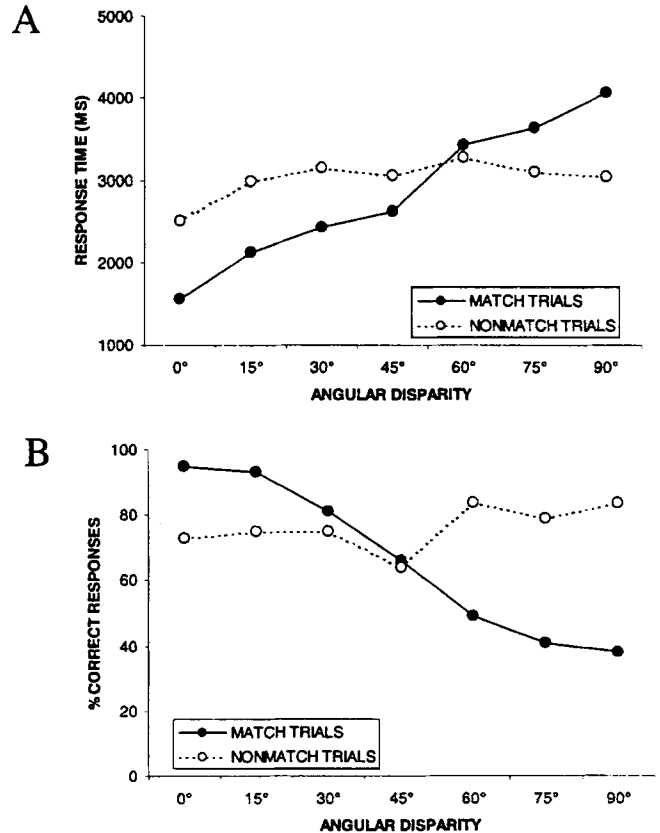 A
5000
4000
3000
2000
1000
RESPONSE TIME (MS)
MATCH TRIALS
NONMATCH TRIALS
0° 15° 30° 45° 60° 75° 90°
ANGULAR DISPARITY
B
100
80
60
40
20
0
% CORRECT RESPONSES
MATCH TRIALS
NONMATCH TRIALS
0° 15° 30° 45° 60° 75° 90°
ANGULAR DISPARITY